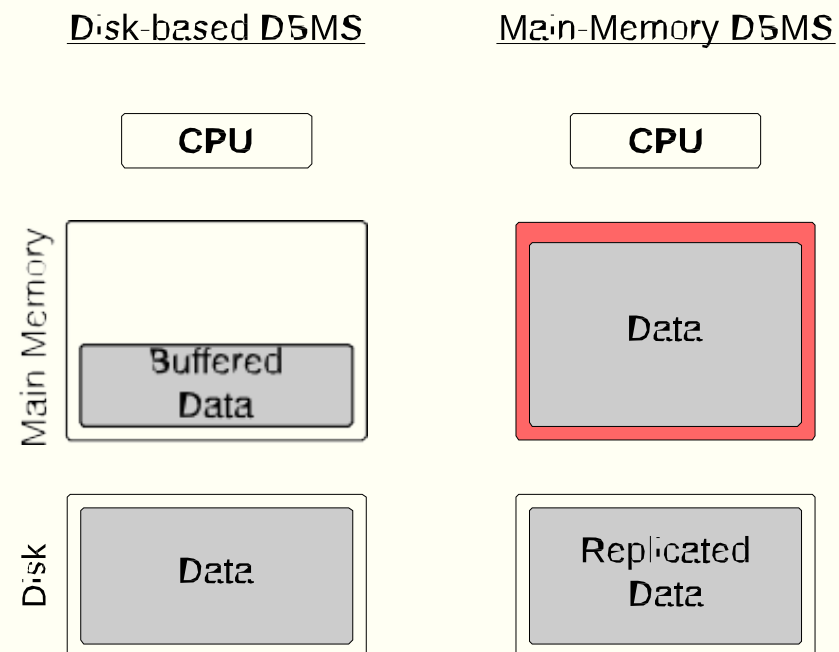 Disk-based DBMS
Main-Memory DBMS
CPU
CPU
Main Memory
Buffered
Data
Data
Disk
Data
Replicated
Data